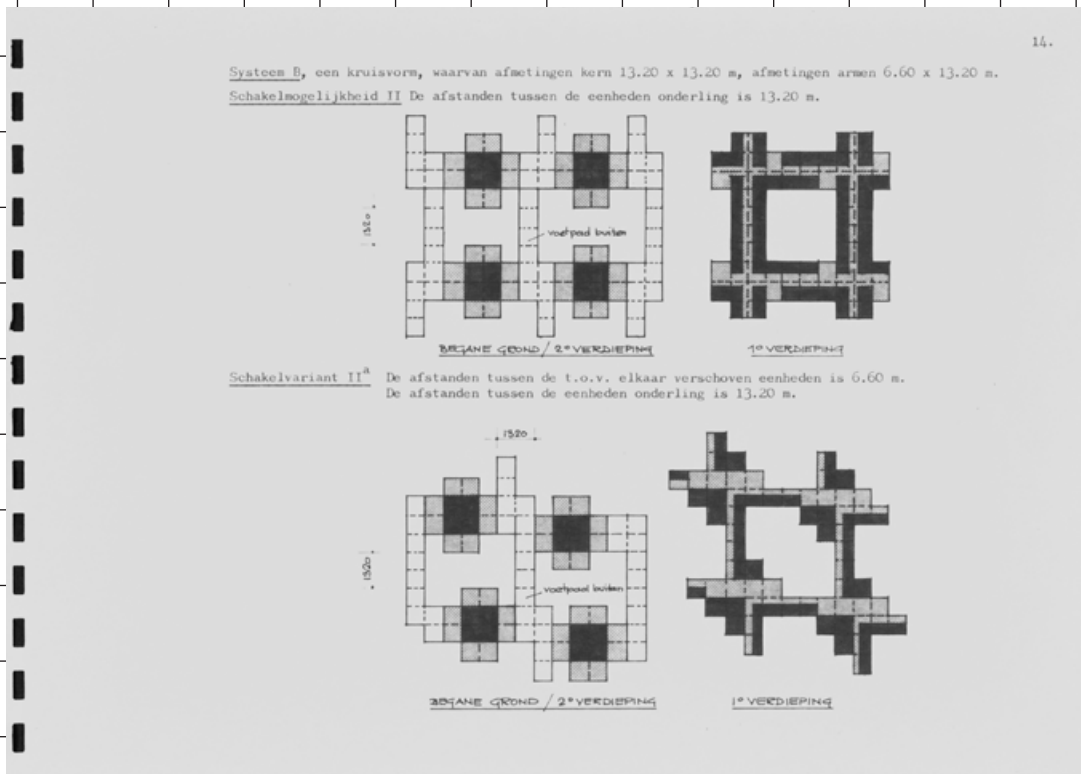 14.
Systeem B, een kruisvorm, waarvan afmetingen kern 13.20 x 13.20 m, afmetingen armen 6.60 x 13.20 m.
Schakelmogelijkheid II De afstanden tussen de eenheden onderling is 13.20 m.
1320
voetpad buiten
BEGANE GROND / 2e VERDIEPING
1e VERDIEPING
Schakelvariant IIa De afstanden tussen de t.o.v. elkaar verschoven eenheden is 6.60 m.
De afstanden tussen de eenheden onderling is 13.20 m.
1320
1320
voetpad buiten
BEGANE GROND / 2e VERDIEPING
1e VERDIEPING